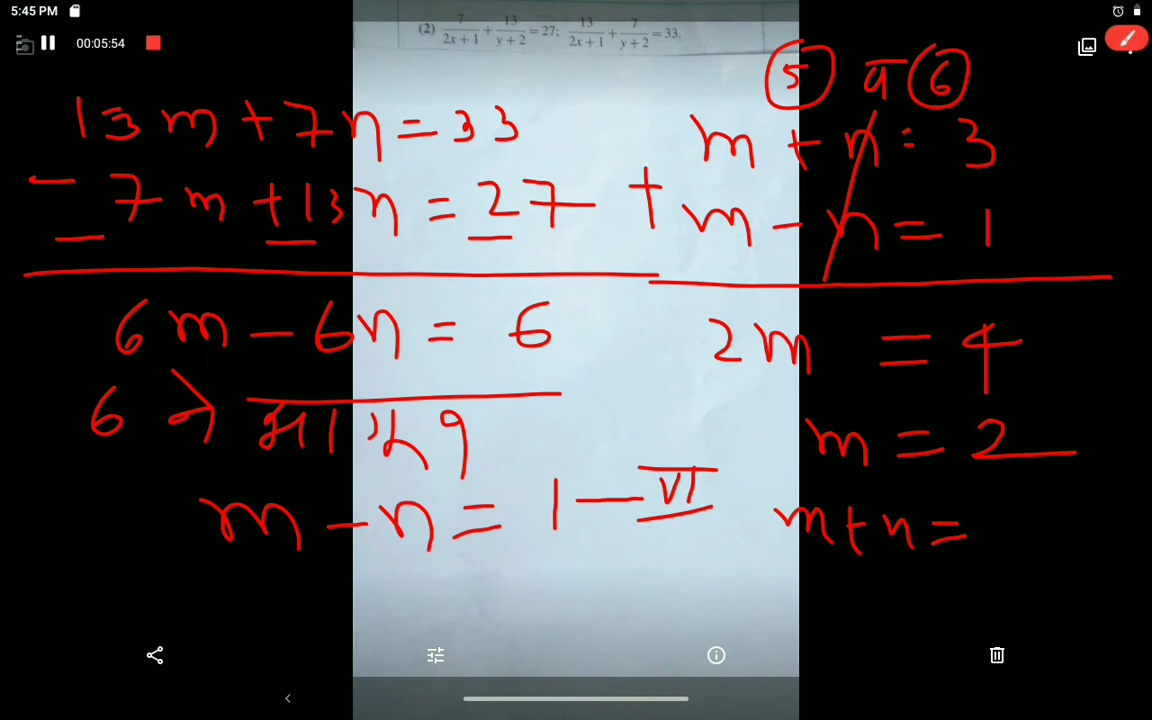 5:45 PM
00:05:54
(2) 7/2x+1 + 13/y+2 = 27; 13/2x+1 + 7/y+2 = 33.
5 व 6
13m + 7n = 33
- 7m + 13n = 27
6m - 6n = 6
6 ने भाग
m - n = 1 — VI
m + n = 3
+ m - n = 1
2m = 4
m = 2
m + n =